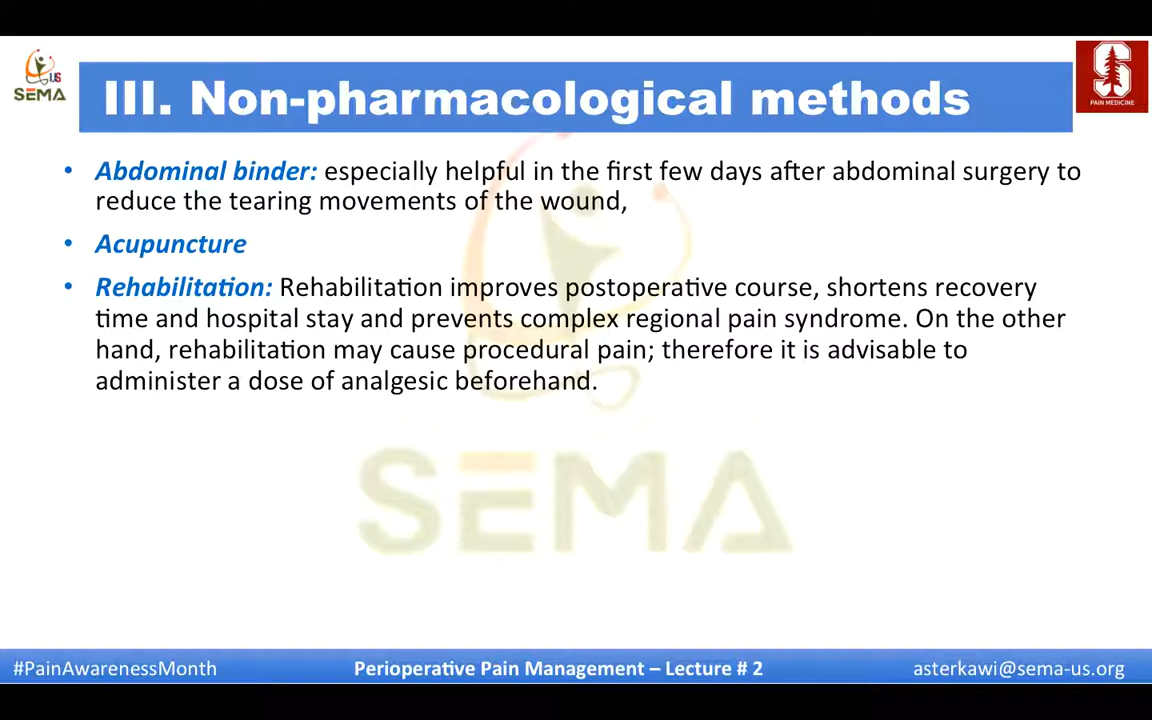 US
SEMA
III. Non-pharmacological methods
PAIN MEDICINE
• Abdominal binder: especially helpful in the first few days after abdominal surgery to
reduce the tearing movements of the wound,
• Acupuncture
• Rehabilitation: Rehabilitation improves postoperative course, shortens recovery
time and hospital stay and prevents complex regional pain syndrome. On the other
hand, rehabilitation may cause procedural pain; therefore it is advisable to
administer a dose of analgesic beforehand.
SEMA
#PainAwarenessMonth
Perioperative Pain Management – Lecture # 2
asterkawi@sema-us.org